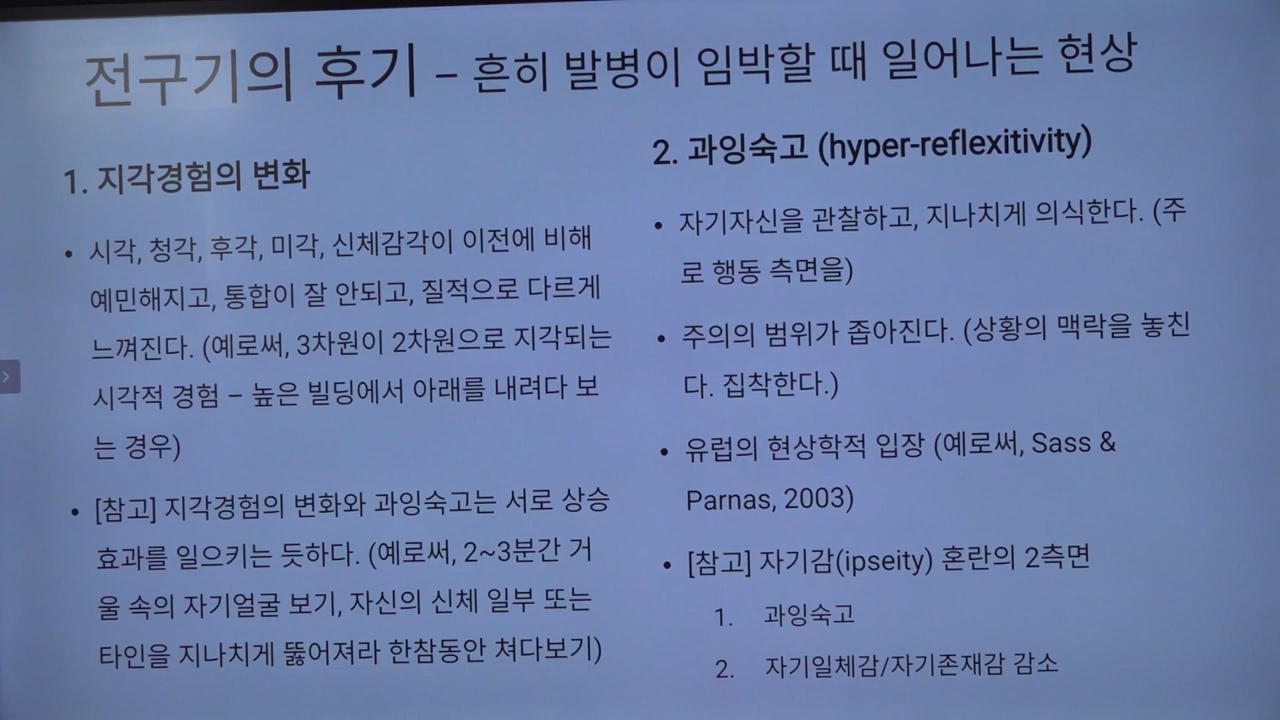 전구기의 후기 – 흔히 발병이 임박할 때 일어나는 현상
1. 지각경험의 변화
• 시각, 청각, 후각, 미각, 신체감각이 이전에 비해
예민해지고, 통합이 잘 안되고, 질적으로 다르게
느껴진다. (예로써, 3차원이 2차원으로 지각되는
시각적 경험 – 높은 빌딩에서 아래를 내려다 보
는 경우)
• [참고] 지각경험의 변화와 과잉숙고는 서로 상승
효과를 일으키는 듯하다. (예로써, 2~3분간 거
울 속의 자기얼굴 보기, 자신의 신체 일부 또는
타인을 지나치게 뚫어져라 한참동안 쳐다보기)
2. 과잉숙고 (hyper-reflexitivity)
• 자기자신을 관찰하고, 지나치게 의식한다. (주
로 행동 측면을)
• 주의의 범위가 좁아진다. (상황의 맥락을 놓친
다. 집착한다.)
• 유럽의 현상학적 입장 (예로써, Sass &
Parnas, 2003)
• [참고] 자기감(ipseity) 혼란의 2측면
1. 과잉숙고
2. 자기일체감/자기존재감 감소